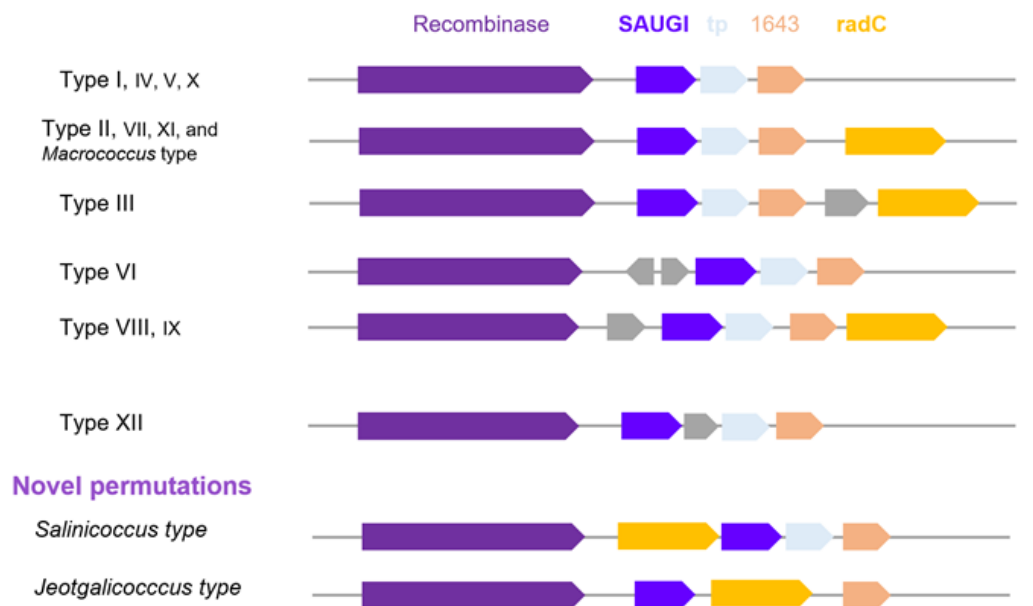 Recombinase SAUGI tp 1643 radC
Type I, IV, V, X
Type II, VII, XI, and
Macrococcus type
Type III
Type VI
Type VIII, IX
Type XII
Novel permutations
Salinicoccus type
Jeotgalicocccus type